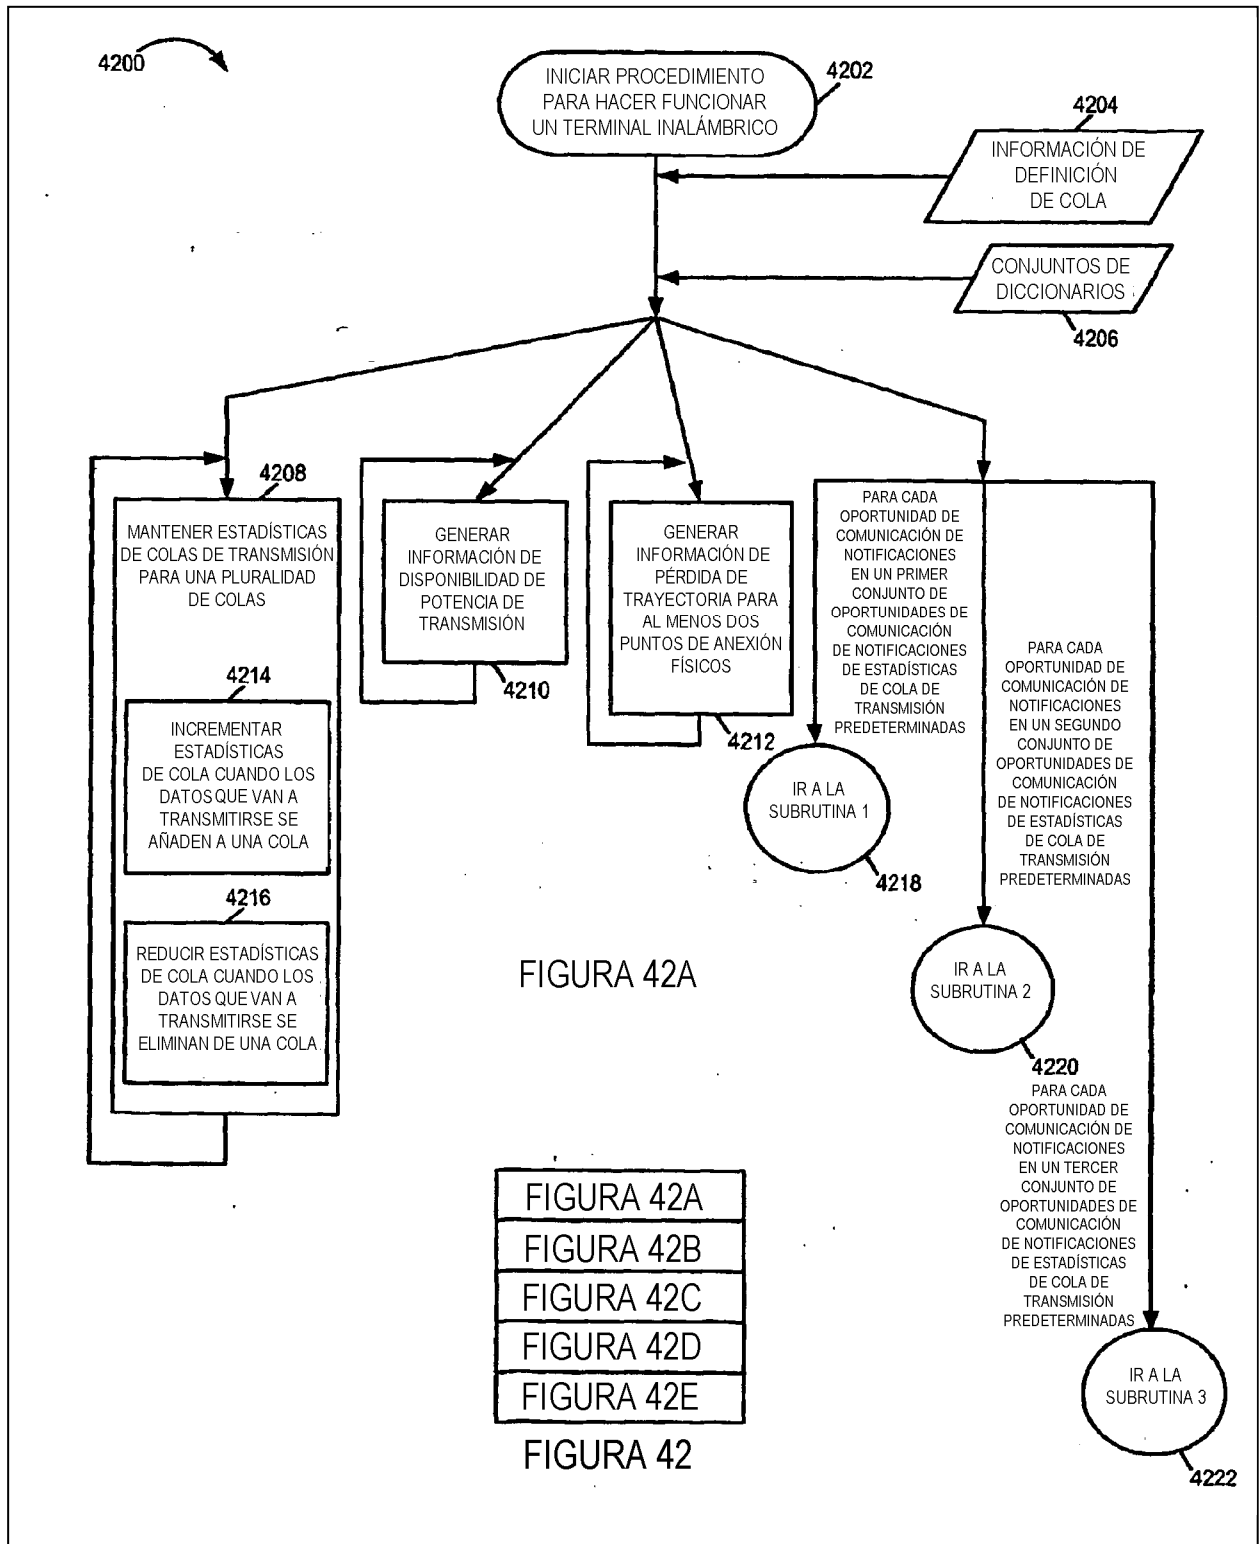 4200
INICIAR PROCEDIMIENTO
PARA HACER FUNCIONAR
UN TERMINAL INALÁMBRICO
4202
4204
INFORMACIÓN DE
DEFINICIÓN
DE COLA
CONJUNTOS DE
DICCIONARIOS
4206
4208
MANTENER ESTADÍSTICAS
DE COLAS DE TRANSMISIÓN
PARA UNA PLURALIDAD
DE COLAS
4214
INCREMENTAR
ESTADÍSTICAS
DE COLA CUANDO LOS
DATOS QUE VAN A
TRANSMITIRSE SE
AÑADEN A UNA COLA
4216
REDUCIR ESTADÍSTICAS
DE COLA CUANDO LOS
DATOS QUE VAN A
TRANSMITIRSE SE
ELIMINAN DE UNA COLA
GENERAR
INFORMACIÓN DE
DISPONIBILIDAD DE
POTENCIA DE
TRANSMISIÓN
4210
GENERAR
INFORMACIÓN DE
PÉRDIDA DE
TRAYECTORIA PARA
AL MENOS DOS
PUNTOS DE ANEXIÓN
FÍSICOS
4212
PARA CADA
OPORTUNIDAD DE
COMUNICACIÓN DE
NOTIFICACIONES
EN UN PRIMER
CONJUNTO DE
OPORTUNIDADES DE
COMUNICACIÓN
DE NOTIFICACIONES
DE ESTADÍSTICAS
DE COLA DE
TRANSMISIÓN
PREDETERMINADAS
IR A LA
SUBRUTINA 1
4218
PARA CADA
OPORTUNIDAD DE
COMUNICACIÓN DE
NOTIFICACIONES
EN UN SEGUNDO
CONJUNTO DE
OPORTUNIDADES DE
COMUNICACIÓN
DE NOTIFICACIONES
DE ESTADÍSTICAS
DE COLA DE
TRANSMISIÓN
PREDETERMINADAS
IR A LA
SUBRUTINA 2
4220
PARA CADA
OPORTUNIDAD DE
COMUNICACIÓN DE
NOTIFICACIONES
EN UN TERCER
CONJUNTO DE
OPORTUNIDADES DE
COMUNICACIÓN
DE NOTIFICACIONES
DE ESTADÍSTICAS
DE COLA DE
TRANSMISIÓN
PREDETERMINADAS
IR A LA
SUBRUTINA 3
4222
FIGURA 42A
FIGURA 42A
FIGURA 42B
FIGURA 42C
FIGURA 42D
FIGURA 42E
FIGURA 42